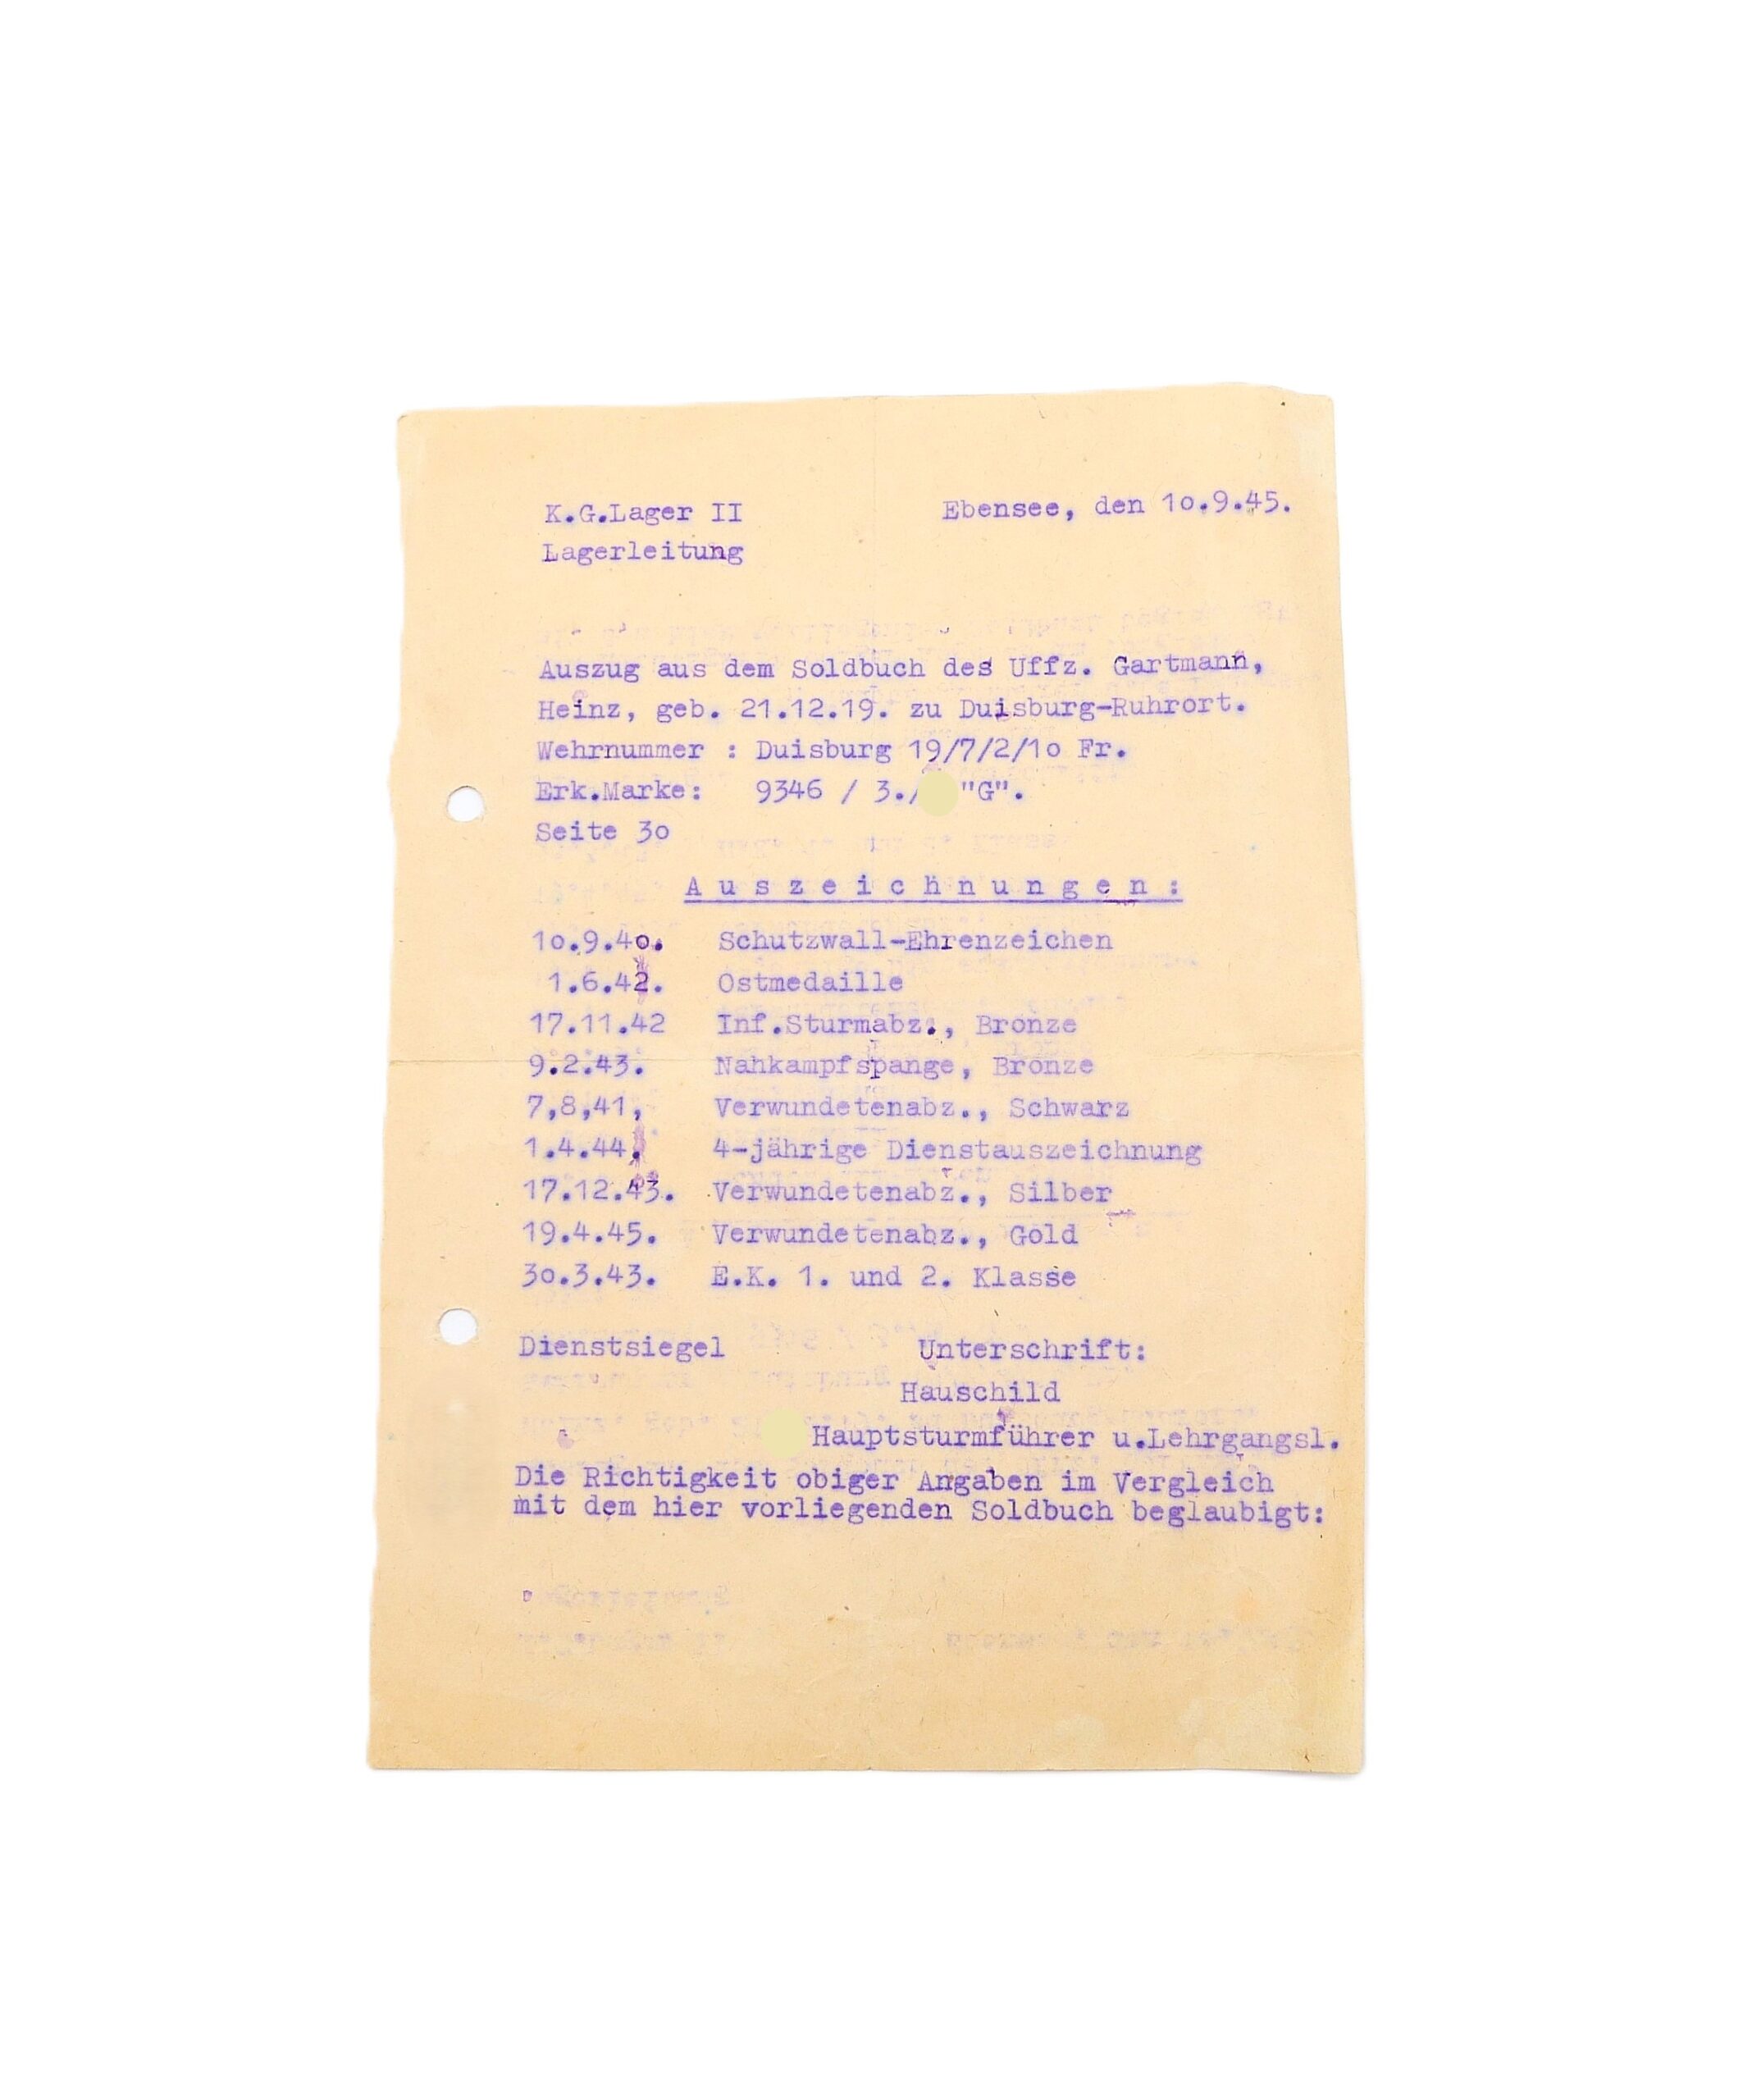 K.G.Lager II
Ebensee, den 1o.9.45.
Lagerleitung
Auszug aus dem Soldbuch des Uffz. Gartmann,
Heinz, geb. 21.12.19. zu Duisburg-Ruhrort.
Wehrnummer : Duisburg 19/7/2/1o Fr.
Erk.Marke: 9346 / 3./ "G".
Seite 3o
A u s z e i c h n u n g e n :
1o.9.4o. Schutzwall-Ehrenzeichen
1.6.42. Ostmedaille
17.11.42 Inf.Sturmabz., Bronze
9.2.43. Nahkampfspange, Bronze
7,8,41, Verwundetenabz., Schwarz
1.4.44. 4-jährige Dienstauszeichnung
17.12.43. Verwundetenabz., Silber
19.4.45. Verwundetenabz., Gold
3o.3.43. E.K. 1. und 2. Klasse
Dienstsiegel Unterschrift:
Hauschild
Hauptsturmführer u.Lehrgangsl.
Die Richtigkeit obiger Angaben im Vergleich
mit dem hier vorliegenden Soldbuch beglaubigt: